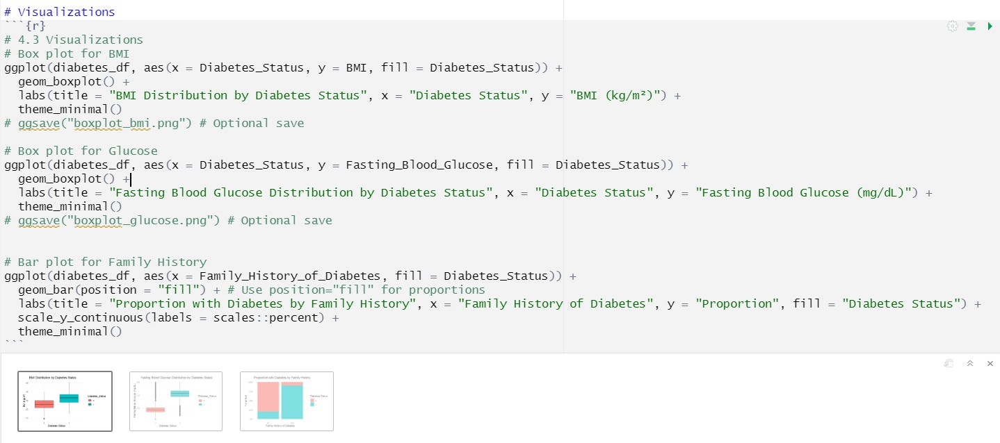 # Visualizations
```{r}
# 4.3 Visualizations
# Box plot for BMI
ggplot(diabetes_df, aes(x = Diabetes_Status, y = BMI, fill = Diabetes_Status)) +
  geom_boxplot() +
  labs(title = "BMI Distribution by Diabetes Status", x = "Diabetes Status", y = "BMI (kg/m²)") +
  theme_minimal()
# ggsave("boxplot_bmi.png") # Optional save

# Box plot for Glucose
ggplot(diabetes_df, aes(x = Diabetes_Status, y = Fasting_Blood_Glucose, fill = Diabetes_Status)) +
  geom_boxplot() +
  labs(title = "Fasting Blood Glucose Distribution by Diabetes Status", x = "Diabetes Status", y = "Fasting Blood Glucose (mg/dL)") +
  theme_minimal()
# ggsave("boxplot_glucose.png") # Optional save

# Bar plot for Family History
ggplot(diabetes_df, aes(x = Family_History_of_Diabetes, fill = Diabetes_Status)) +
  geom_bar(position = "fill") + # Use position="fill" for proportions
  labs(title = "Proportion with Diabetes by Family History", x = "Family History of Diabetes", y = "Proportion", fill = "Diabetes Status") +
  scale_y_continuous(labels = scales::percent) +
  theme_minimal()
```
BMI Distribution by Diabetes Status
Diabetes_Status
Diabetes Status
Fasting Blood Glucose Distribution by Diabetes Status
Diabetes_Status
Diabetes Status
Proportion with Diabetes by Family History
Diabetes Status
Family History of Diabetes